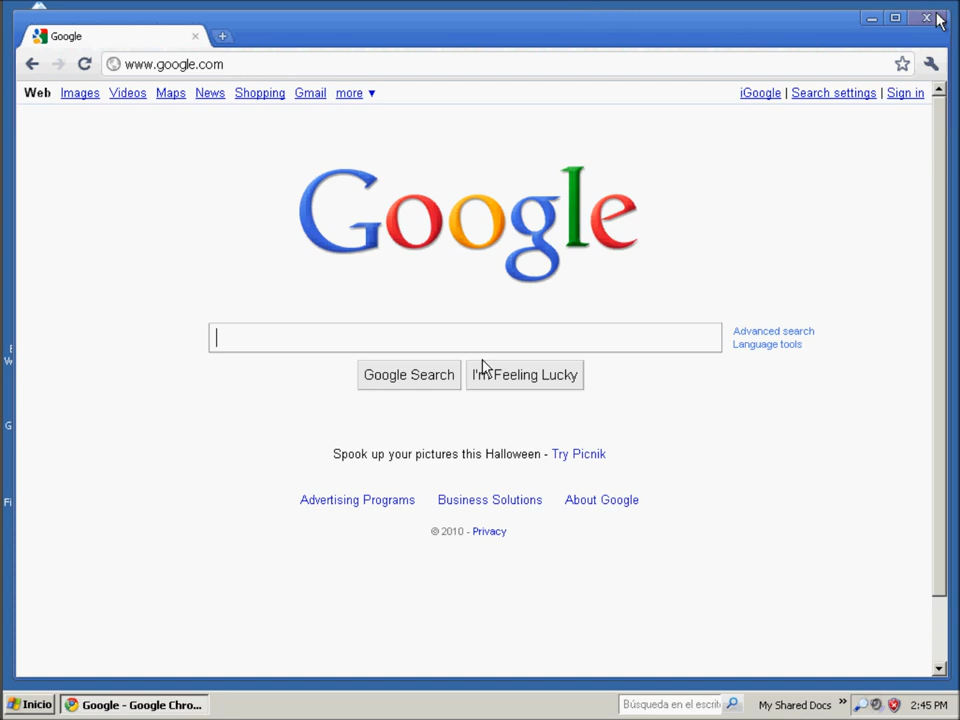 Google
www.google.com
Web Images Videos Maps News Shopping Gmail more ▼ iGoogle | Search settings | Sign in
Google
Advanced search
Language tools
Google Search I'm Feeling Lucky
Spook up your pictures this Halloween - Try Picnik
Advertising Programs Business Solutions About Google
© 2010 - Privacy
G
Fi
Inicio Google - Google Chro... Búsqueda en el escrit My Shared Docs » 2:45 PM